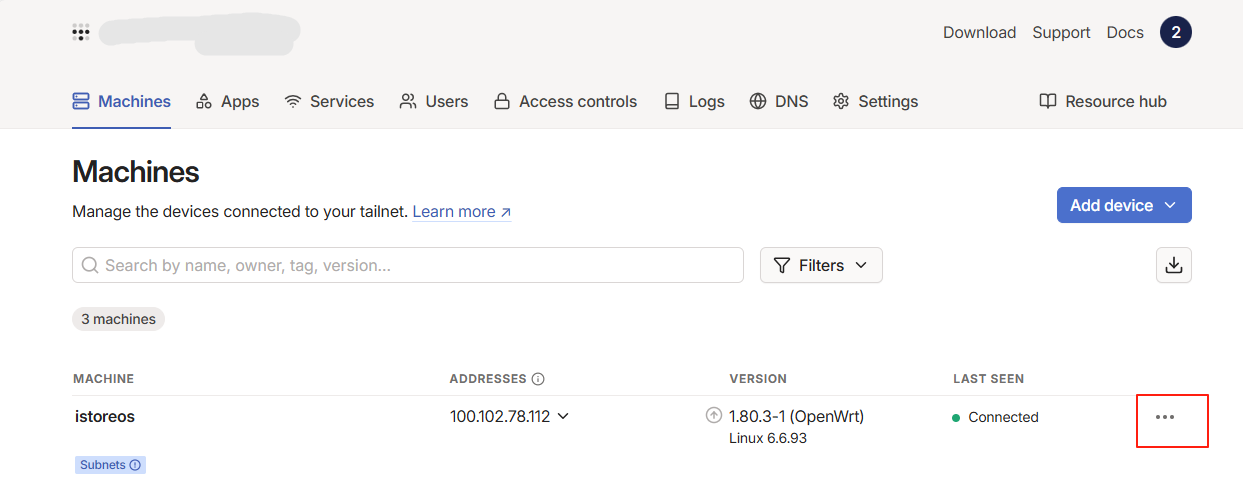 Download Support Docs 2
Machines Apps Services Users Access controls Logs DNS Settings Resource hub
Machines
Manage the devices connected to your tailnet. Learn more ↗
Add device
Search by name, owner, tag, version...
Filters
3 machines
MACHINE ADDRESSES VERSION LAST SEEN
istoreos 100.102.78.112 1.80.3-1 (OpenWrt) Connected
Linux 6.6.93
Subnets